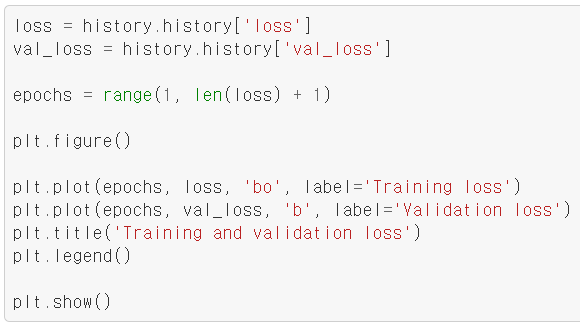 loss = history.history['loss']
val_loss = history.history['val_loss']
epochs = range(1, len(loss) + 1)
plt.figure()
plt.plot(epochs, loss, 'bo', label='Training loss')
plt.plot(epochs, val_loss, 'b', label='Validation loss')
plt.title('Training and validation loss')
plt.legend()
plt.show()